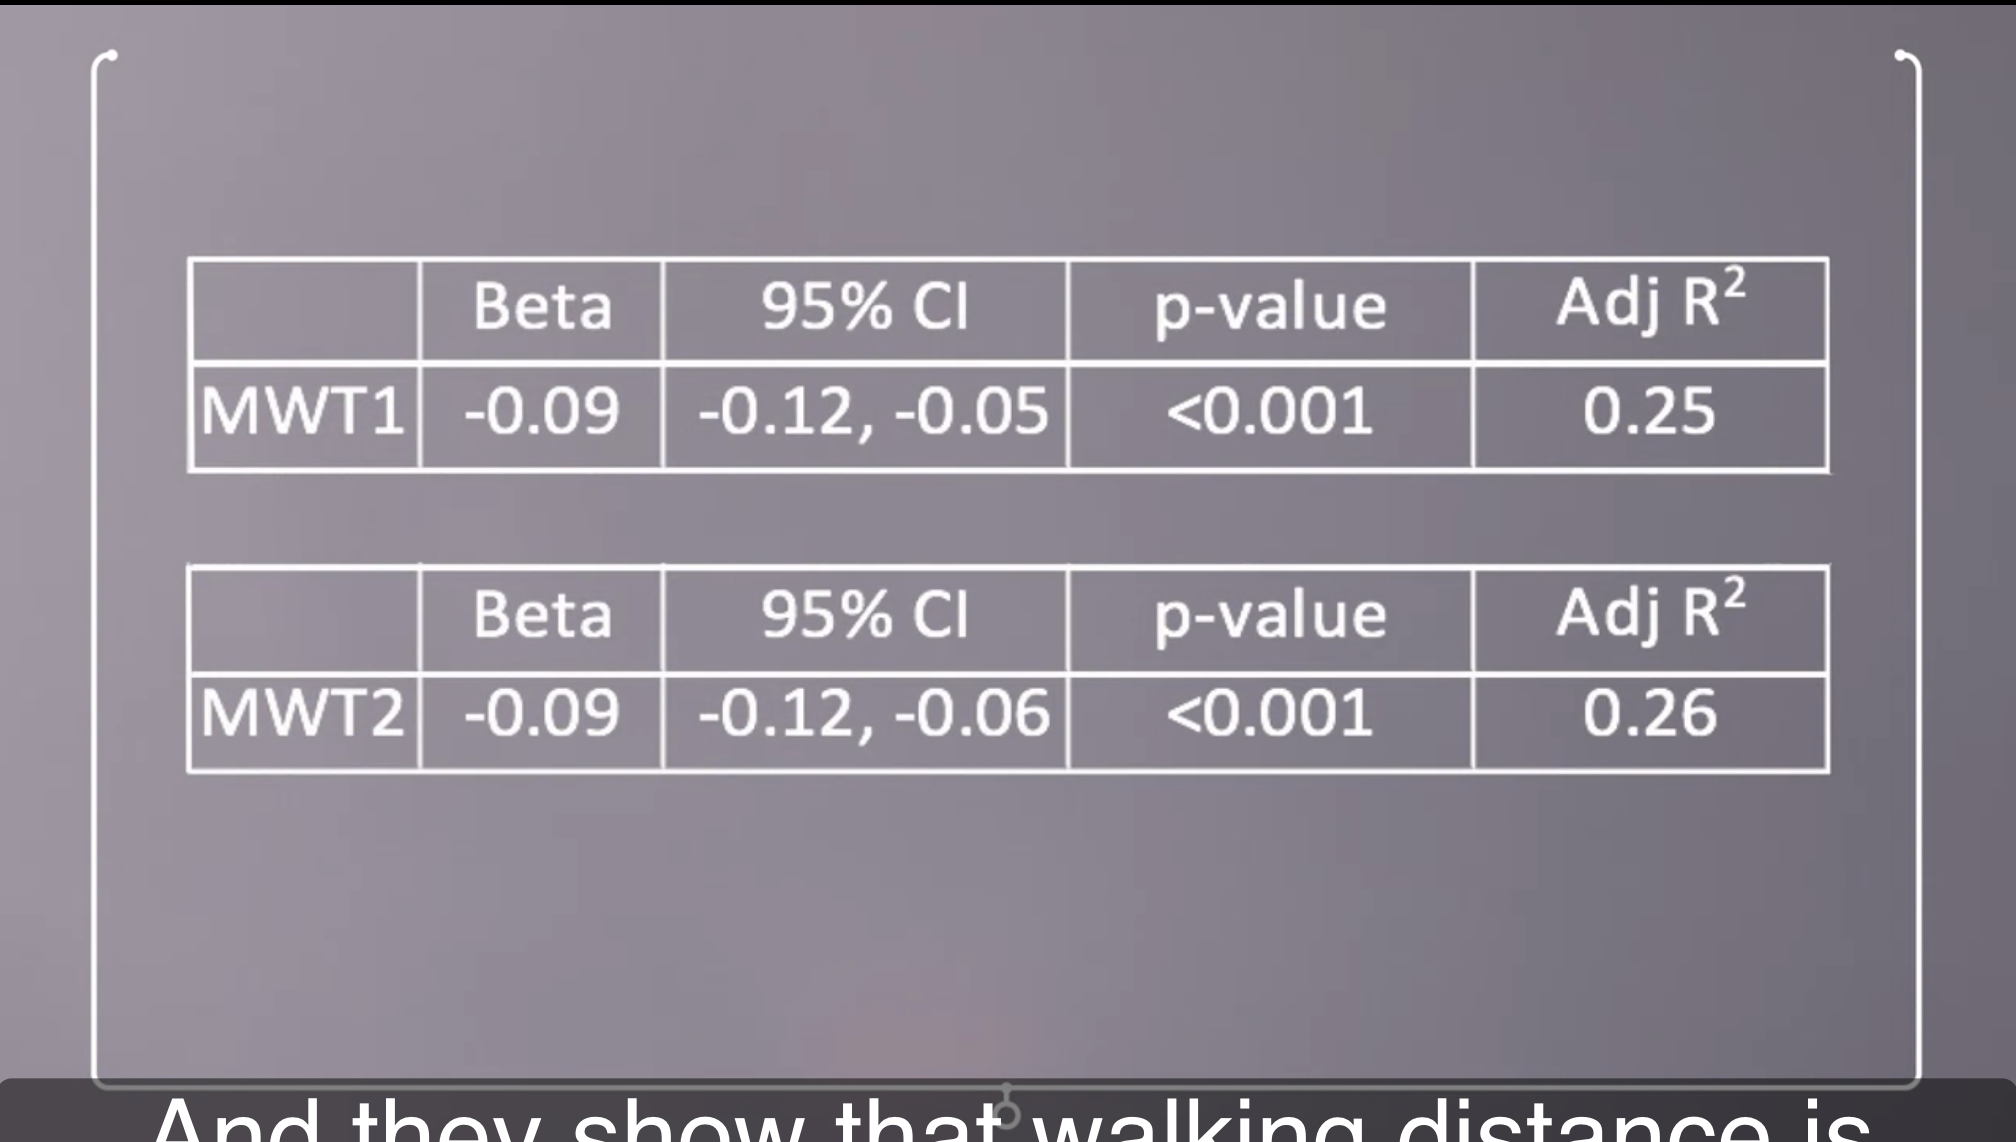 Beta 95% CI p-value Adj R²
MWT1 -0.09 -0.12, -0.05 <0.001 0.25
Beta 95% CI p-value Adj R²
MWT2 -0.09 -0.12, -0.06 <0.001 0.26
And they show that walking distance is